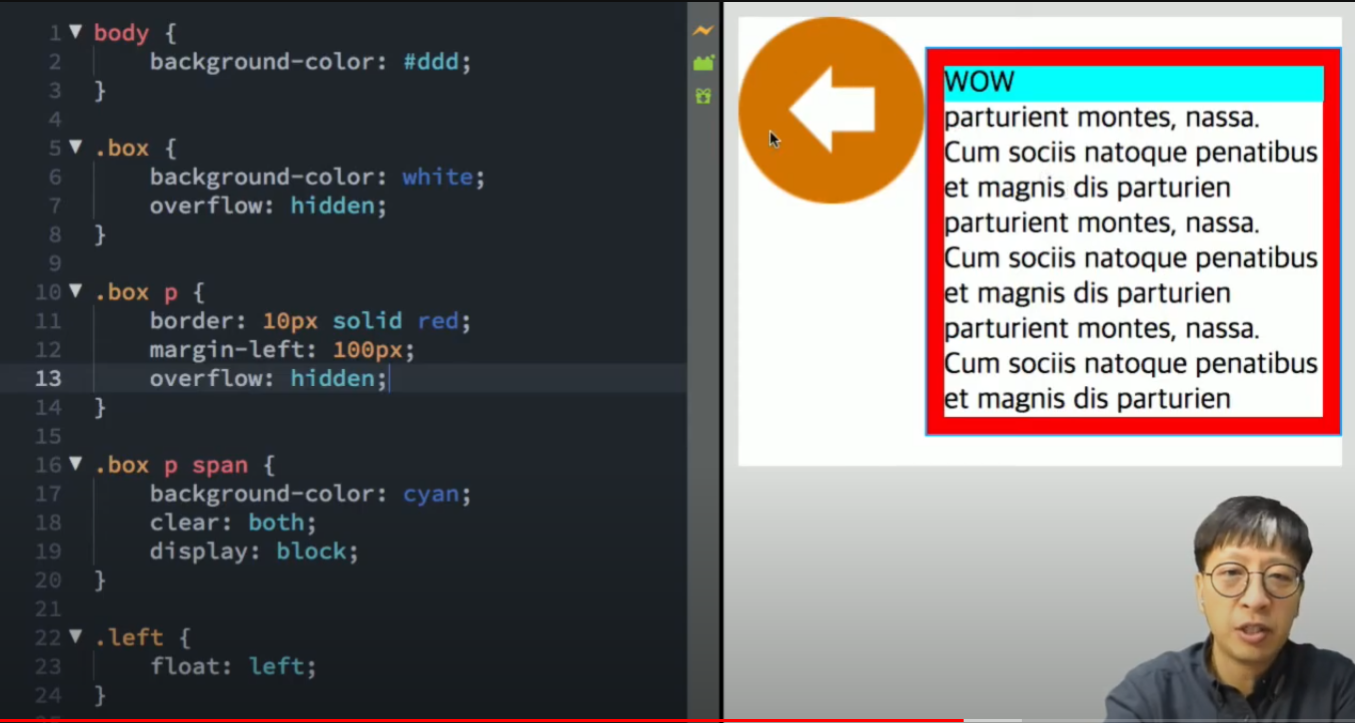 1 body {
2 background-color: #ddd;
3 }
4
5 .box {
6 background-color: white;
7 overflow: hidden;
8 }
9
10 .box p {
11 border: 10px solid red;
12 margin-left: 100px;
13 overflow: hidden;
14 }
15
16 .box p span {
17 background-color: cyan;
18 clear: both;
19 display: block;
20 }
21
22 .left {
23 float: left;
24 }
WOW
parturient montes, nassa.
Cum sociis natoque penatibus
et magnis dis parturien
parturient montes, nassa.
Cum sociis natoque penatibus
et magnis dis parturien
parturient montes, nassa.
Cum sociis natoque penatibus
et magnis dis parturien